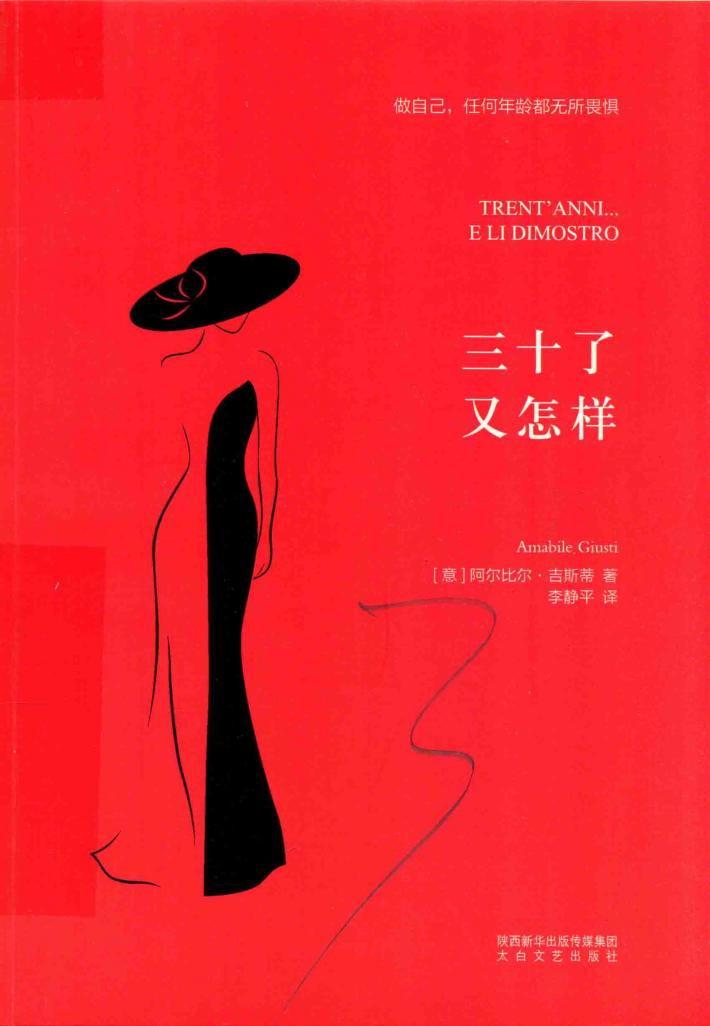 做自己，任何年龄都无所畏惧
TRENT'ANNI...
E LI DIMOSTRO
三十了
又怎样
Amabile Giusti
[意]阿尔比尔·吉斯蒂 著
李静平 译
陕西新华出版传媒集团
太白文艺出版社